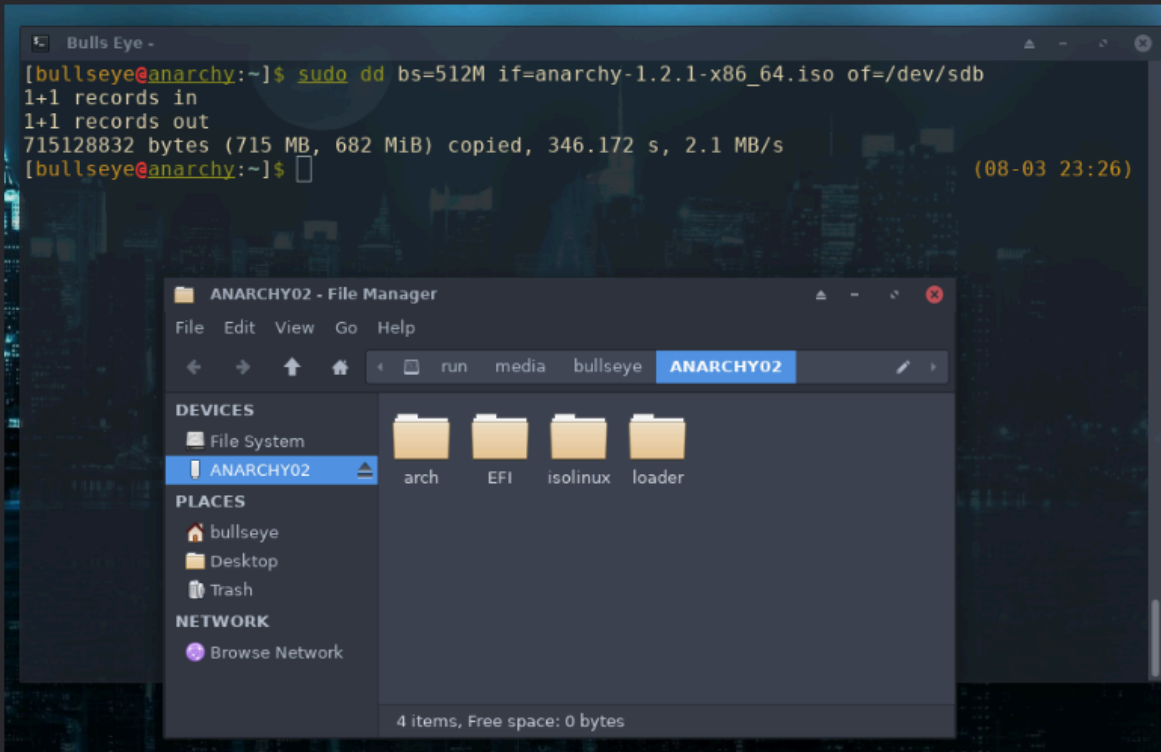 Bulls Eye -
[bullseye@anarchy:~]$ sudo dd bs=512M if=anarchy-1.2.1-x86_64.iso of=/dev/sdb
1+1 records in
1+1 records out
715128832 bytes (715 MB, 682 MiB) copied, 346.172 s, 2.1 MB/s
[bullseye@anarchy:~]$ (08-03 23:26)
ANARCHY02 - File Manager
File Edit View Go Help
run media bullseye ANARCHY02
DEVICES
File System
ANARCHY02
PLACES
bullseye
Desktop
Trash
NETWORK
Browse Network
arch EFI isolinux loader
4 items, Free space: 0 bytes